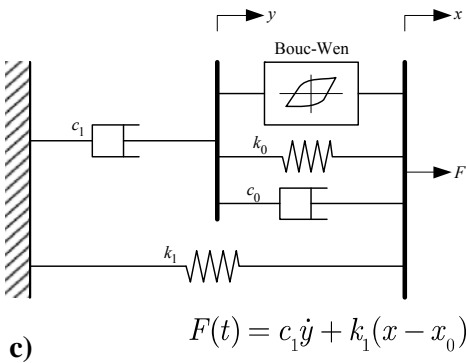 y x
Bouc-Wen
c₁
k₀
F
c₀
k₁
F(t) = c₁ẏ + k₁(x − x₀)
c)